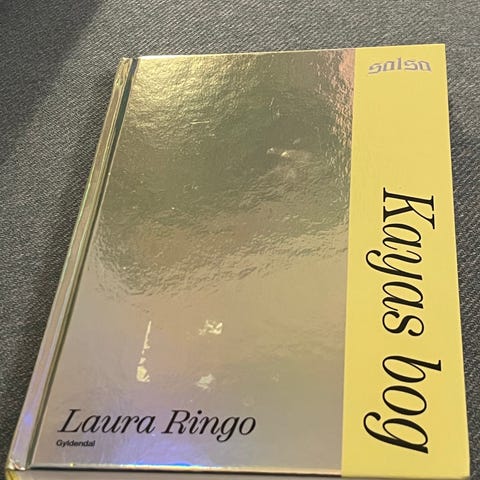 salsa
Kayas bog
Laura Ringo
Gyldendal